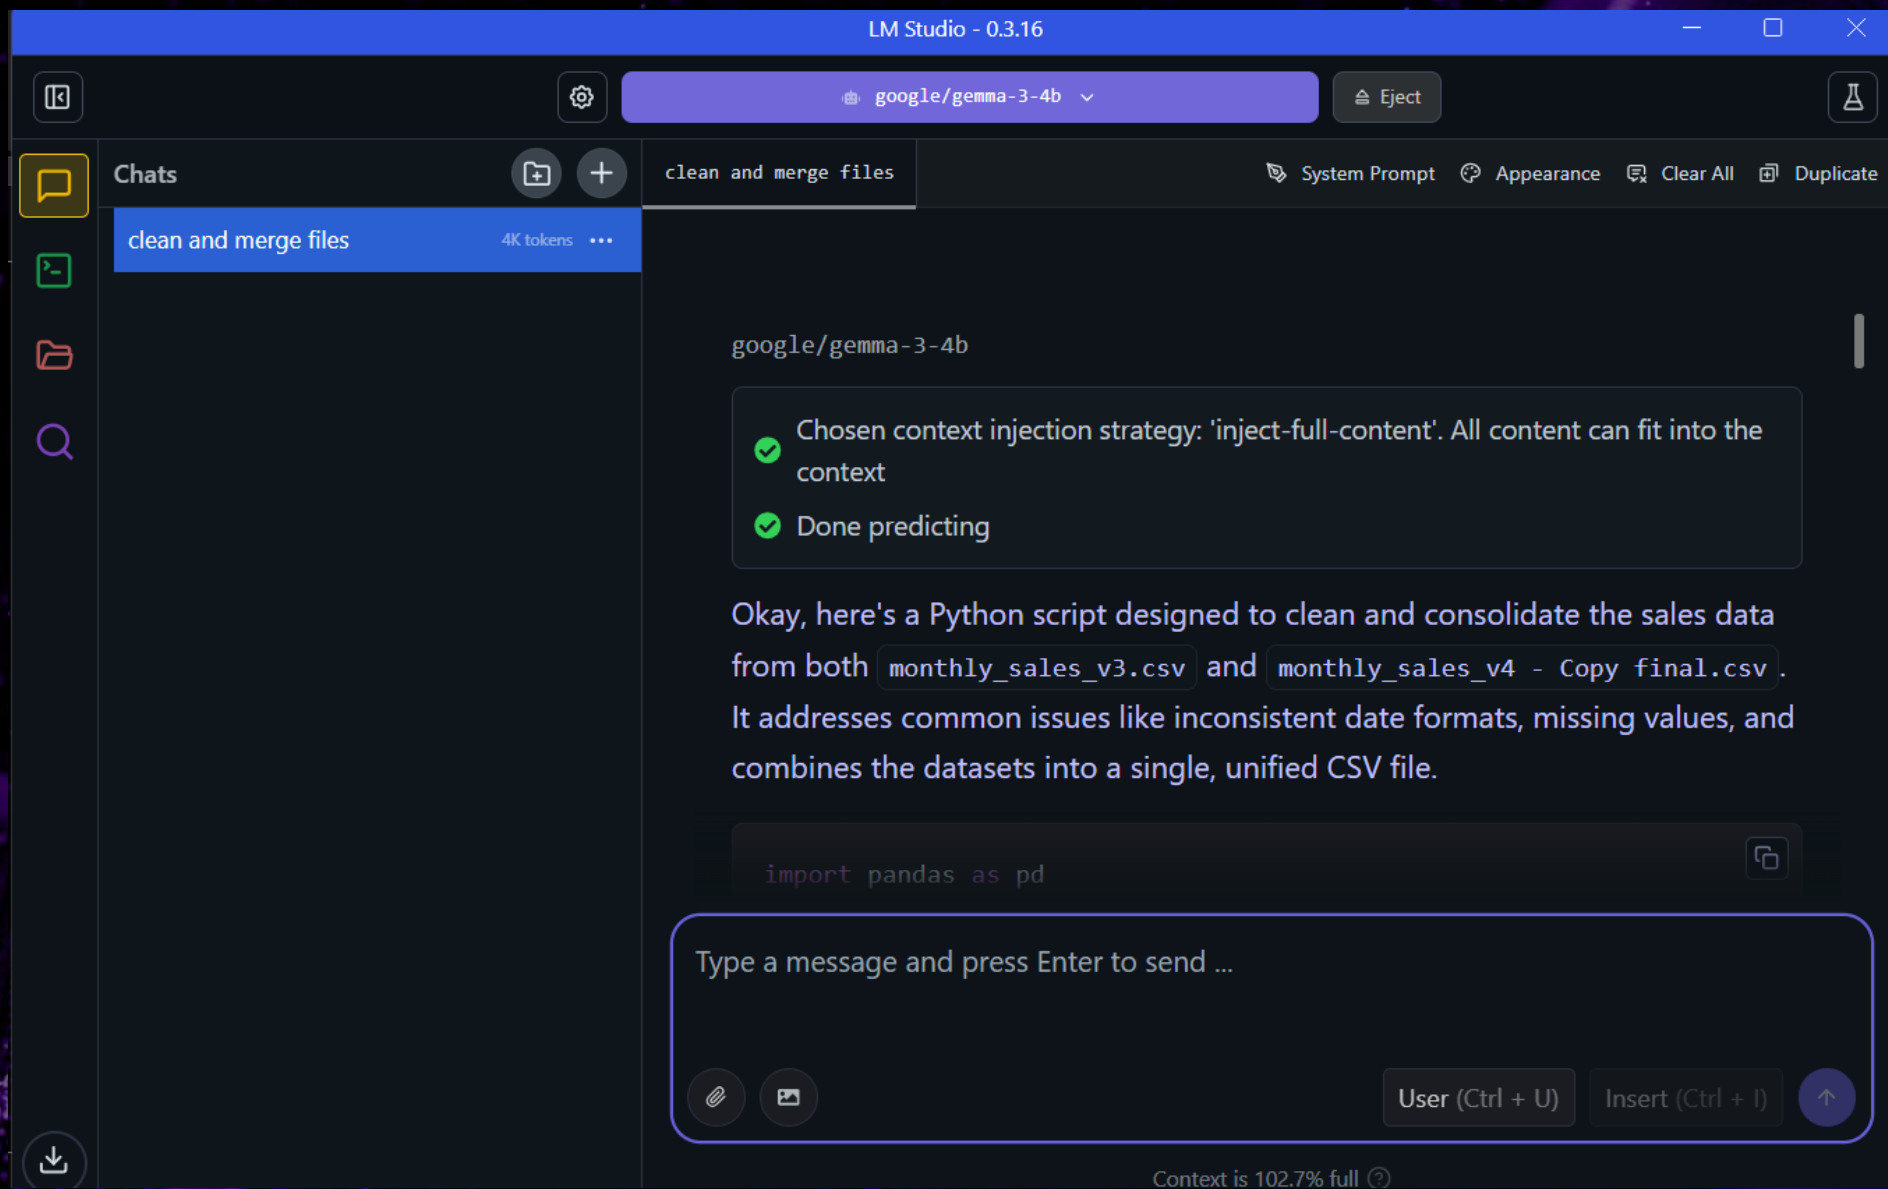 LM Studio - 0.3.16
google/gemma-3-4b
Eject
Chats
clean and merge files
System Prompt
Appearance
Clear All
Duplicate
clean and merge files
4K tokens
google/gemma-3-4b
Chosen context injection strategy: 'inject-full-content'. All content can fit into the
context
Done predicting
Okay, here's a Python script designed to clean and consolidate the sales data
from both monthly_sales_v3.csv and monthly_sales_v4 - Copy final.csv.
It addresses common issues like inconsistent date formats, missing values, and
combines the datasets into a single, unified CSV file.
import pandas as pd
Type a message and press Enter to send ...
User (Ctrl + U)
Insert (Ctrl + I)
Context is 102.7% full